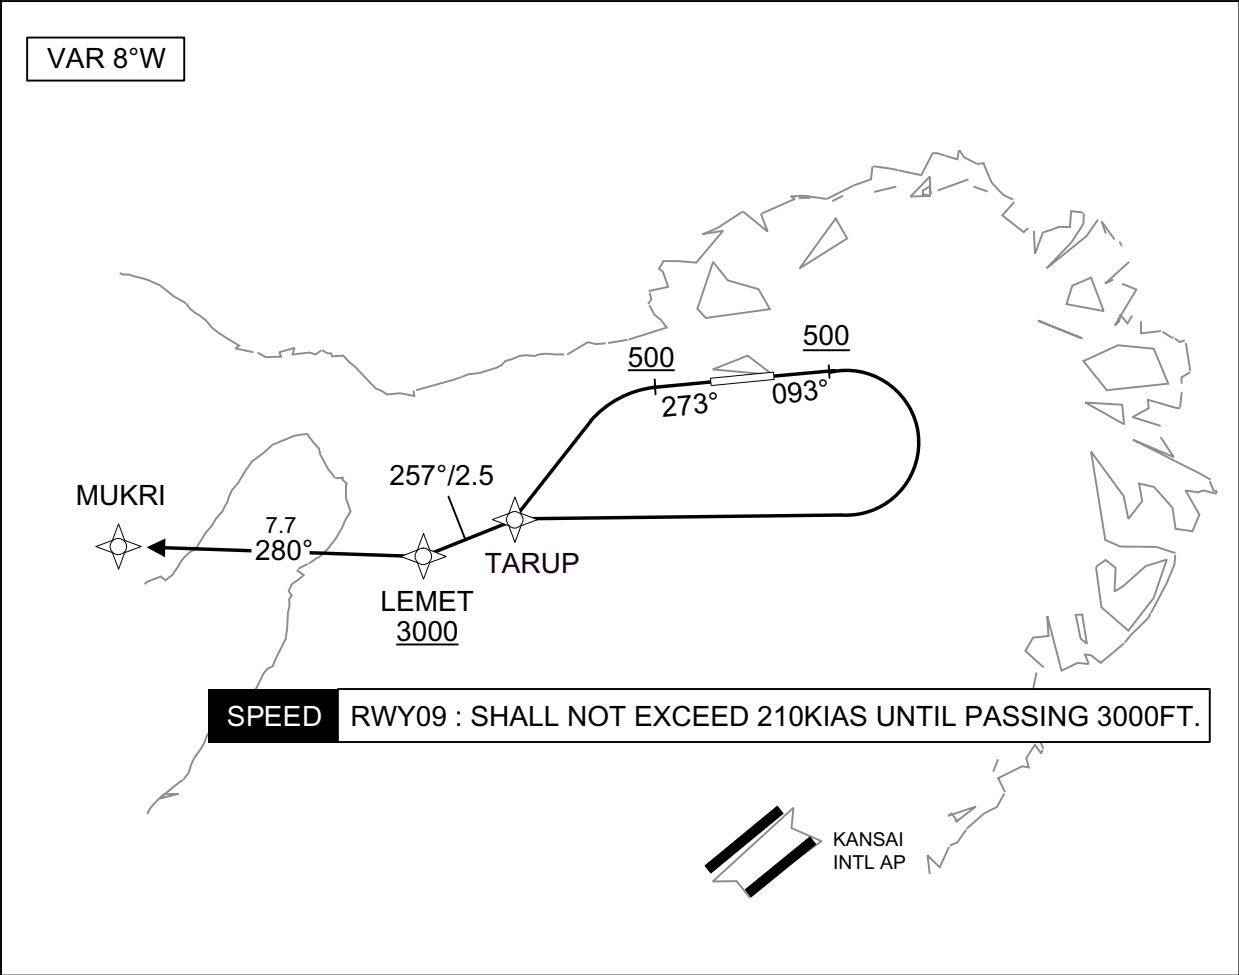 VAR 8°W
500
500
273°
093°
257°/2.5
MUKRI
7.7
280°
TARUP
LEMET
3000
SPEED RWY09 : SHALL NOT EXCEED 210KIAS UNTIL PASSING 3000FT.
KANSAI
INTL AP